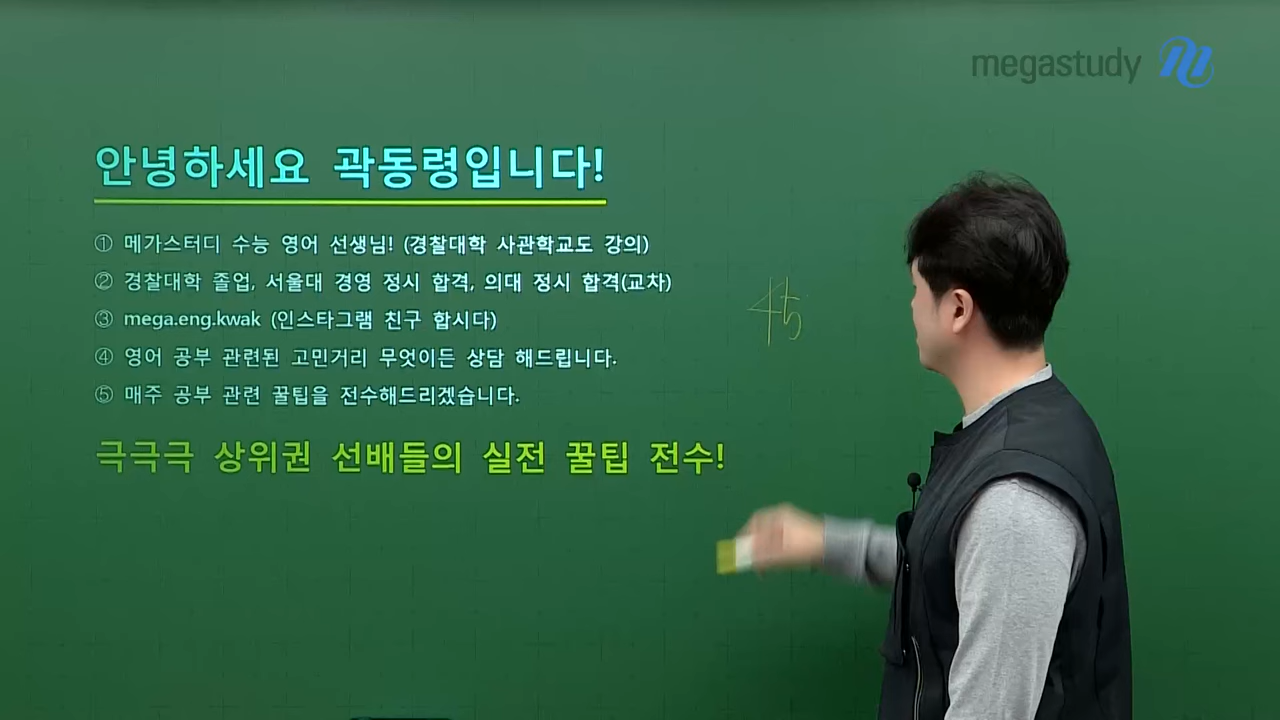 megastudy
안녕하세요 곽동령입니다!
① 메가스터디 수능 영어 선생님! (경찰대학 사관학교도 강의)
② 경찰대학 졸업, 서울대 경영 정시 합격, 의대 정시 합격(교차)
③ mega.eng.kwak (인스타그램 친구 합시다)
④ 영어 공부 관련된 고민거리 무엇이든 상담 해드립니다.
⑤ 매주 공부 관련 꿀팁을 전수해드리겠습니다.
극극극 상위권 선배들의 실전 꿀팁 전수!